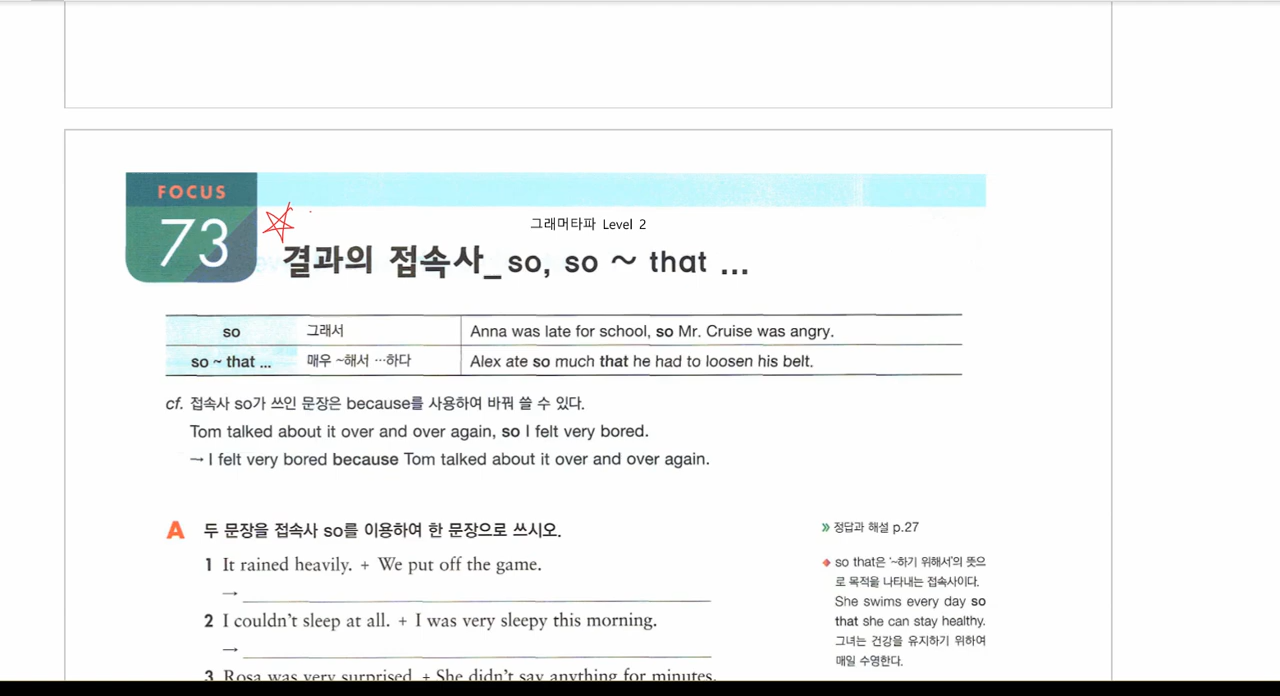 FOCUS
73
그래머타파 Level 2
결과의 접속사_ so, so ~ that ...
so 그래서 Anna was late for school, so Mr. Cruise was angry.
so ~ that ... 매우 ~해서 …하다 Alex ate so much that he had to loosen his belt.
cf. 접속사 so가 쓰인 문장은 because를 사용하여 바꿔 쓸 수 있다.
Tom talked about it over and over again, so I felt very bored.
→ I felt very bored because Tom talked about it over and over again.
A 두 문장을 접속사 so를 이용하여 한 문장으로 쓰시오.
1 It rained heavily. + We put off the game.
→
2 I couldn't sleep at all. + I was very sleepy this morning.
→
3 Rosa was very surprised. + She didn't say anything for minutes.
» 정답과 해설 p.27
so that은 '~하기 위해서'의 뜻으
로 목적을 나타내는 접속사이다.
She swims every day so
that she can stay healthy.
그녀는 건강을 유지하기 위하여
매일 수영한다.